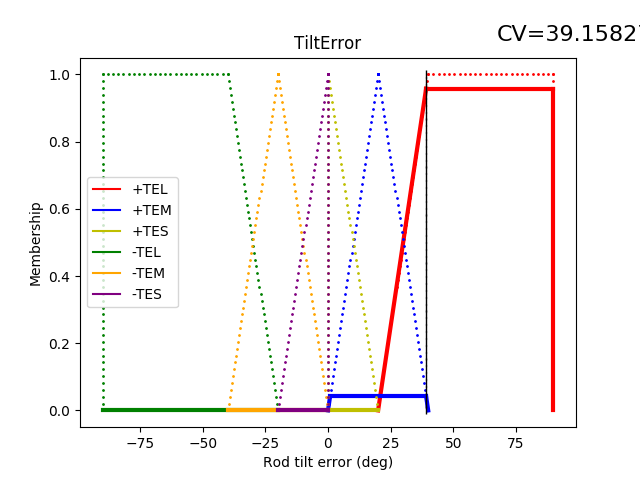 CV=39.1582
TiltError
1.0
0.8
0.6
0.4
0.2
0.0
Membership
+TEL
+TEM
+TES
-TEL
-TEM
-TES
−75
−50
−25
0
25
50
75
Rod tilt error (deg)